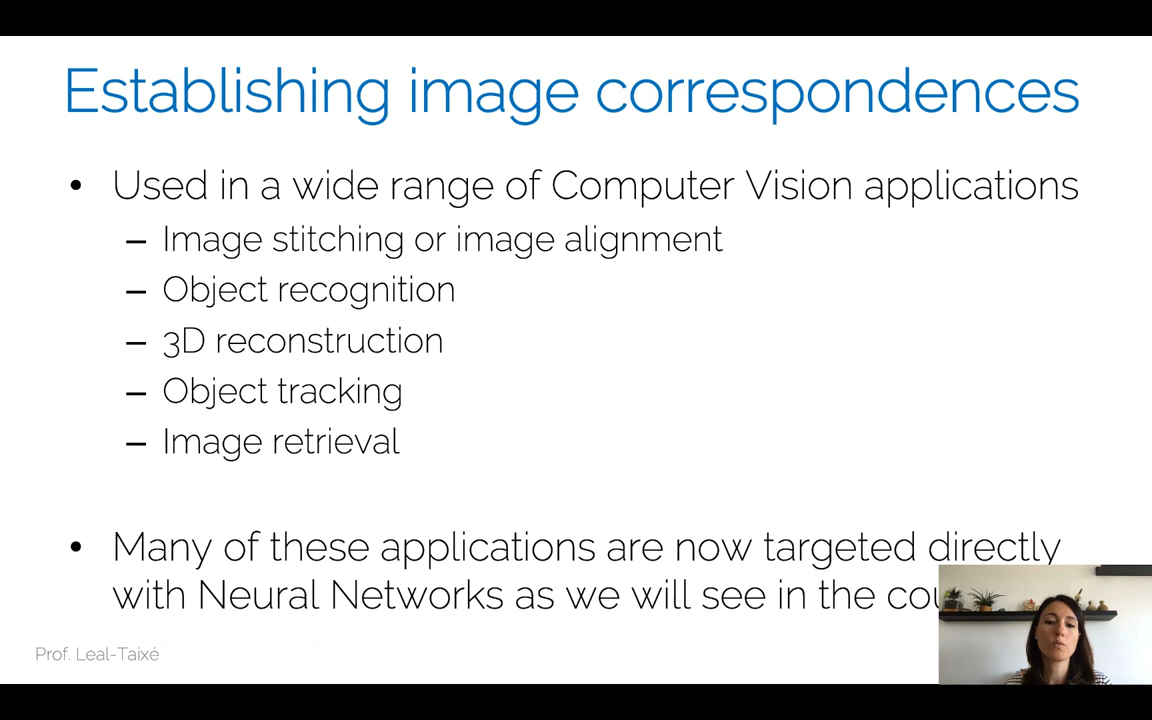 Establishing image correspondences
• Used in a wide range of Computer Vision applications
– Image stitching or image alignment
– Object recognition
– 3D reconstruction
– Object tracking
– Image retrieval
• Many of these applications are now targeted directly
with Neural Networks as we will see in the
Prof. Leal-Taixé